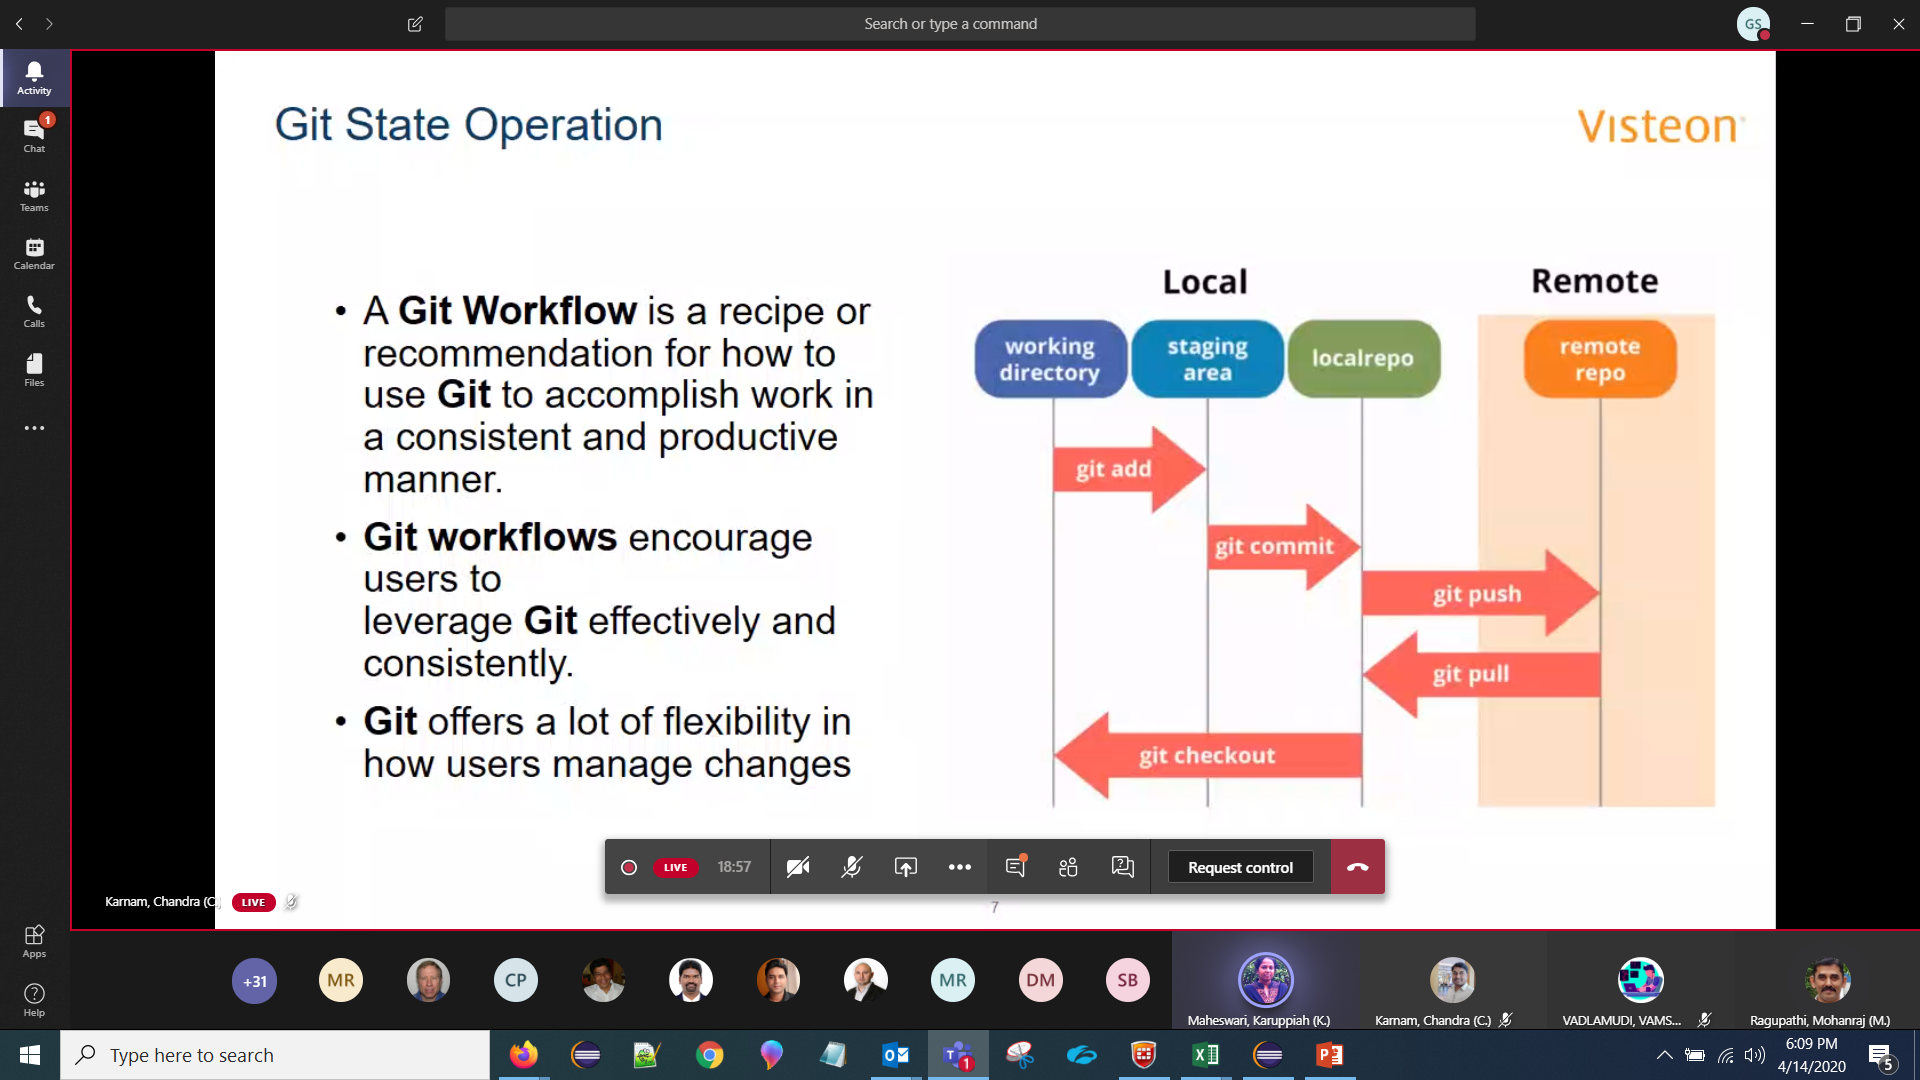 Search or type a command
GS
Activity
1
Chat
Teams
Calendar
Calls
Files
Apps
Help
Git State Operation
Visteon
• A Git Workflow is a recipe or
recommendation for how to
use Git to accomplish work in
a consistent and productive
manner.
• Git workflows encourage
users to
leverage Git effectively and
consistently.
• Git offers a lot of flexibility in
how users manage changes
Local
Remote
working
directory
staging
area
localrepo
remote
repo
git add
git commit
git push
git pull
git checkout
LIVE
18:57
Request control
7
Karnam, Chandra (C.)
LIVE
+31
MR
CP
MR
DM
SB
Maheswari, Karuppiah (K.)
Karnam, Chandra (C.)
VADLAMUDI, VAMS...
Ragupathi, Mohanraj (M.)
Type here to search
1
6:09 PM
4/14/2020
5